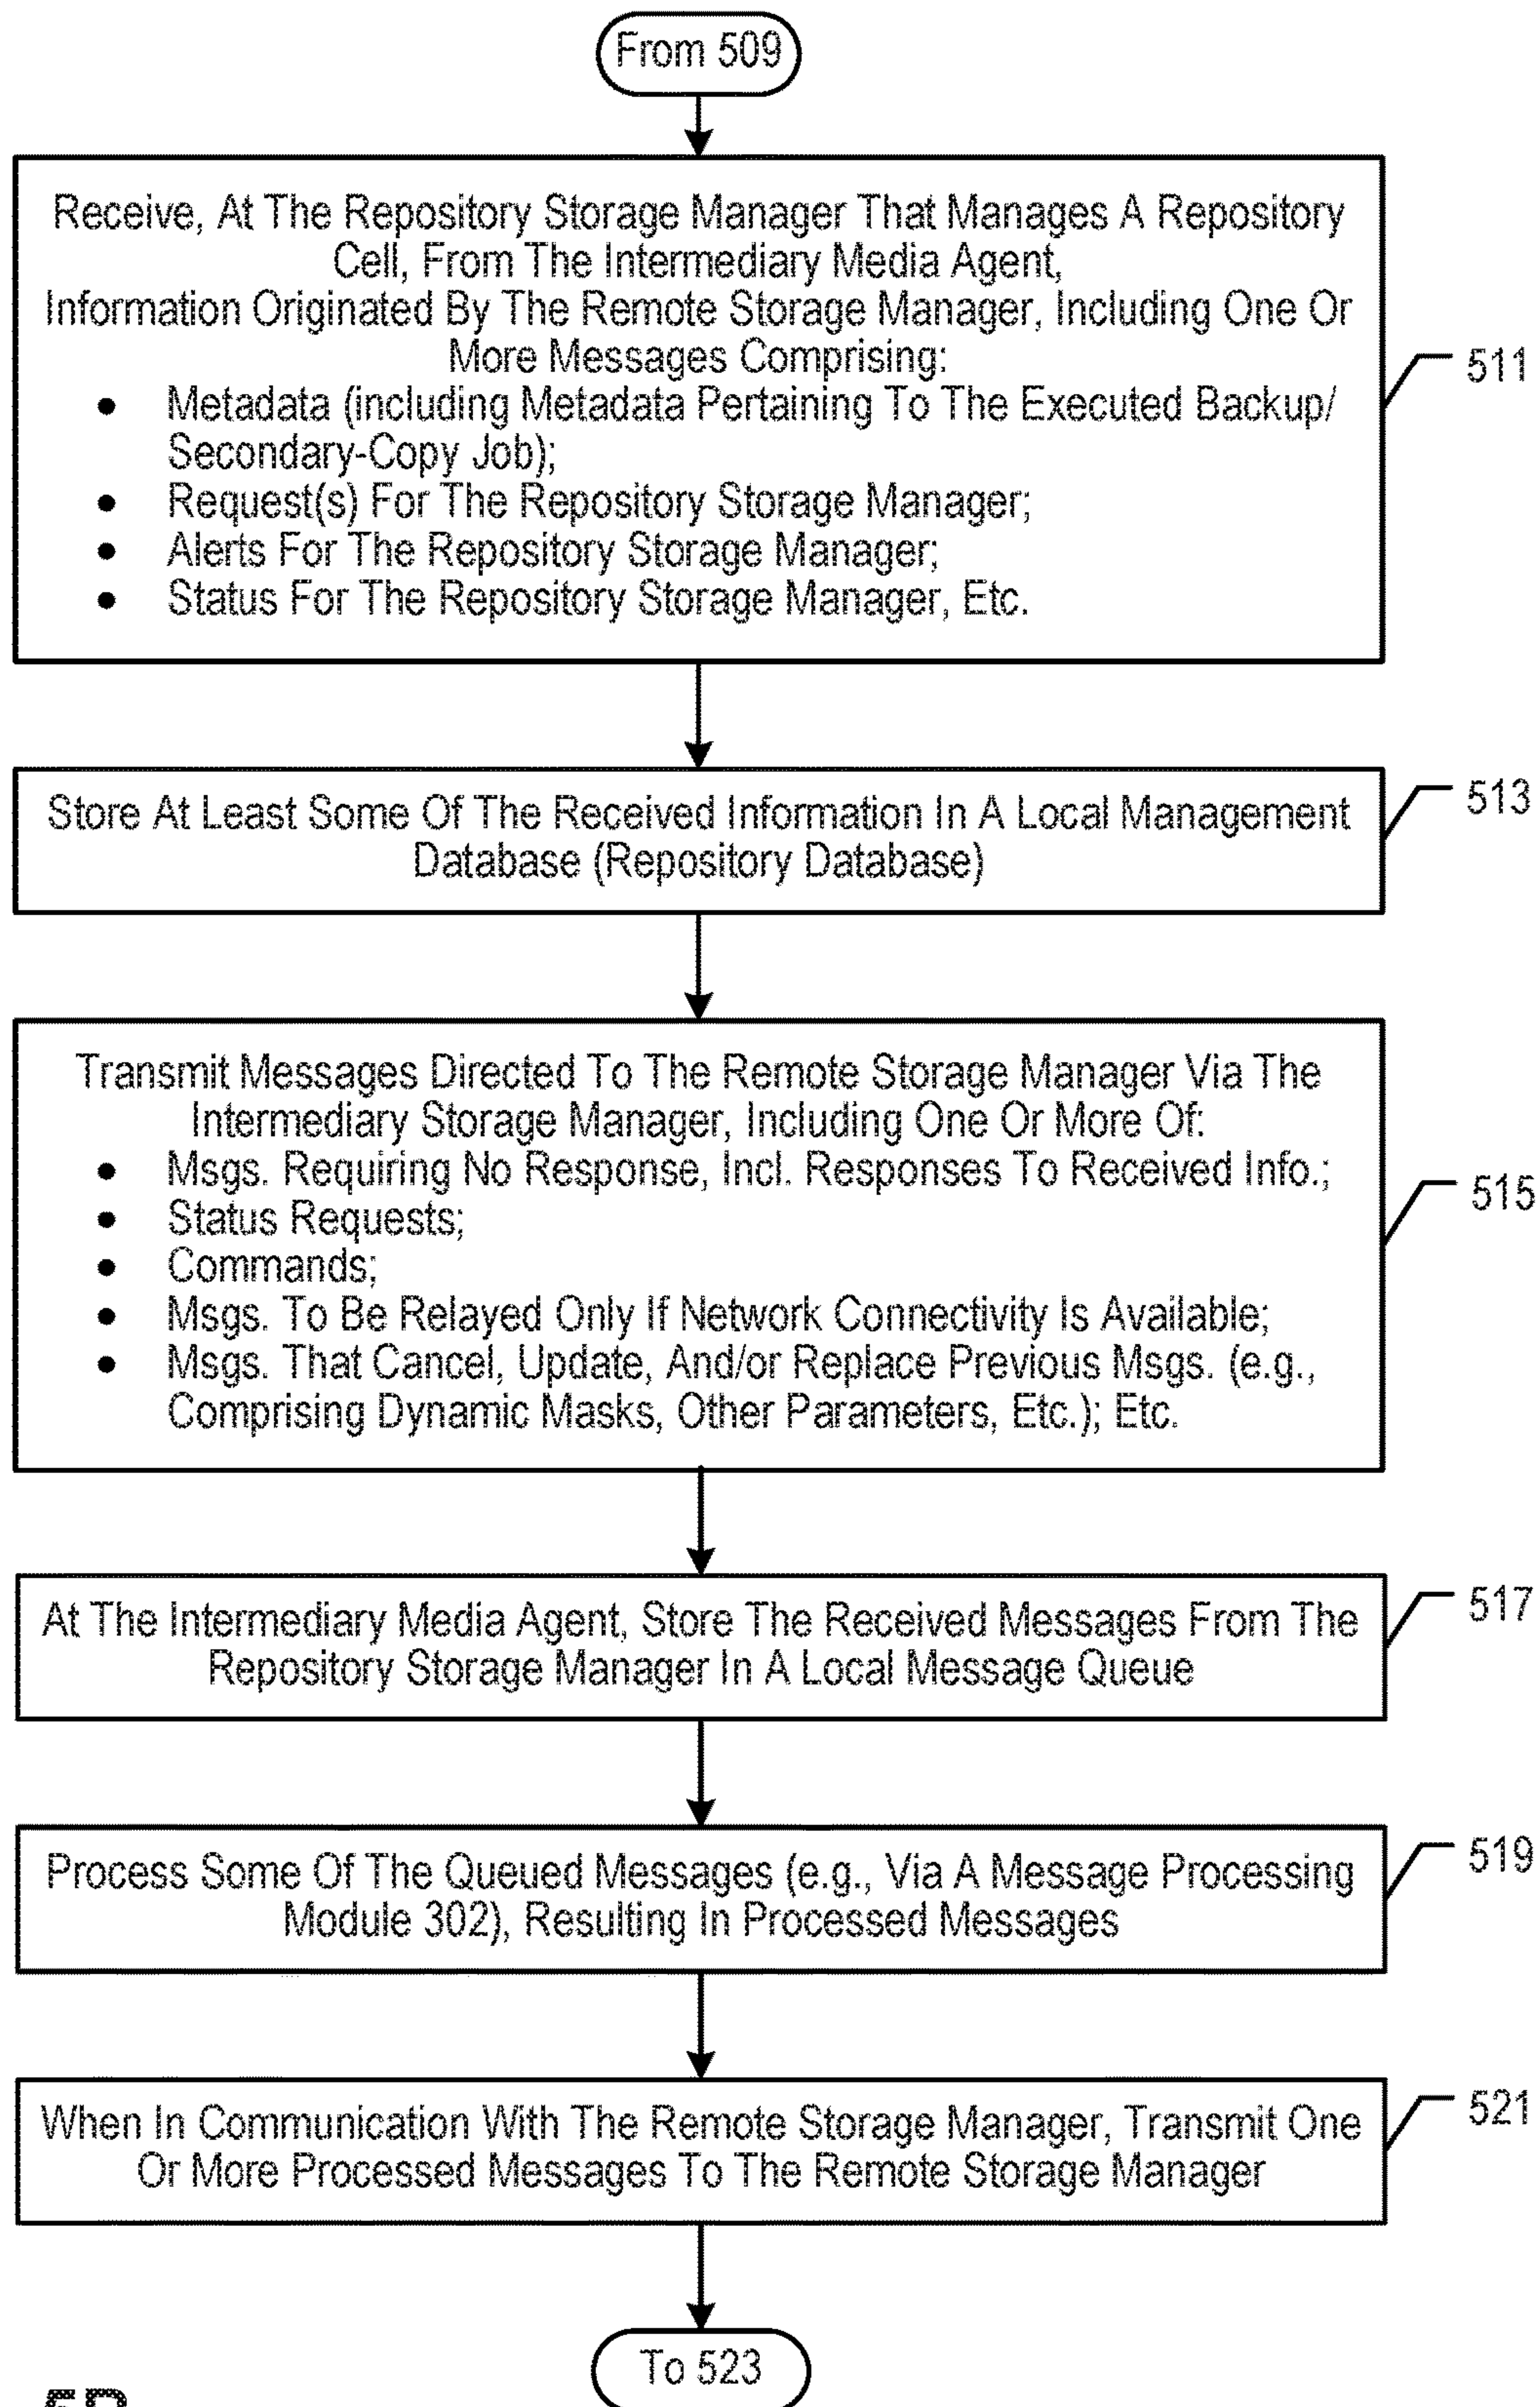 From 509
Receive, At The Repository Storage Manager That Manages A Repository
Cell, From The Intermediary Media Agent,
Information Originated By The Remote Storage Manager, Including One Or
More Messages Comprising:
● Metadata (including Metadata Pertaining To The Executed Backup/
Secondary-Copy Job);
● Request(s) For The Repository Storage Manager;
● Alerts For The Repository Storage Manager;
● Status For The Repository Storage Manager, Etc.
511
Store At Least Some Of The Received Information In A Local Management
Database (Repository Database)
513
Transmit Messages Directed To The Remote Storage Manager Via The
Intermediary Storage Manager, Including One Or More Of:
● Msgs. Requiring No Response, Incl. Responses To Received Info.;
● Status Requests;
● Commands;
● Msgs. To Be Relayed Only If Network Connectivity Is Available;
● Msgs. That Cancel, Update, And/or Replace Previous Msgs. (e.g.,
Comprising Dynamic Masks, Other Parameters, Etc.); Etc.
515
At The Intermediary Media Agent, Store The Received Messages From The
Repository Storage Manager In A Local Message Queue
517
Process Some Of The Queued Messages (e.g., Via A Message Processing
Module 302), Resulting In Processed Messages
519
When In Communication With The Remote Storage Manager, Transmit One
Or More Processed Messages To The Remote Storage Manager
521
To 523